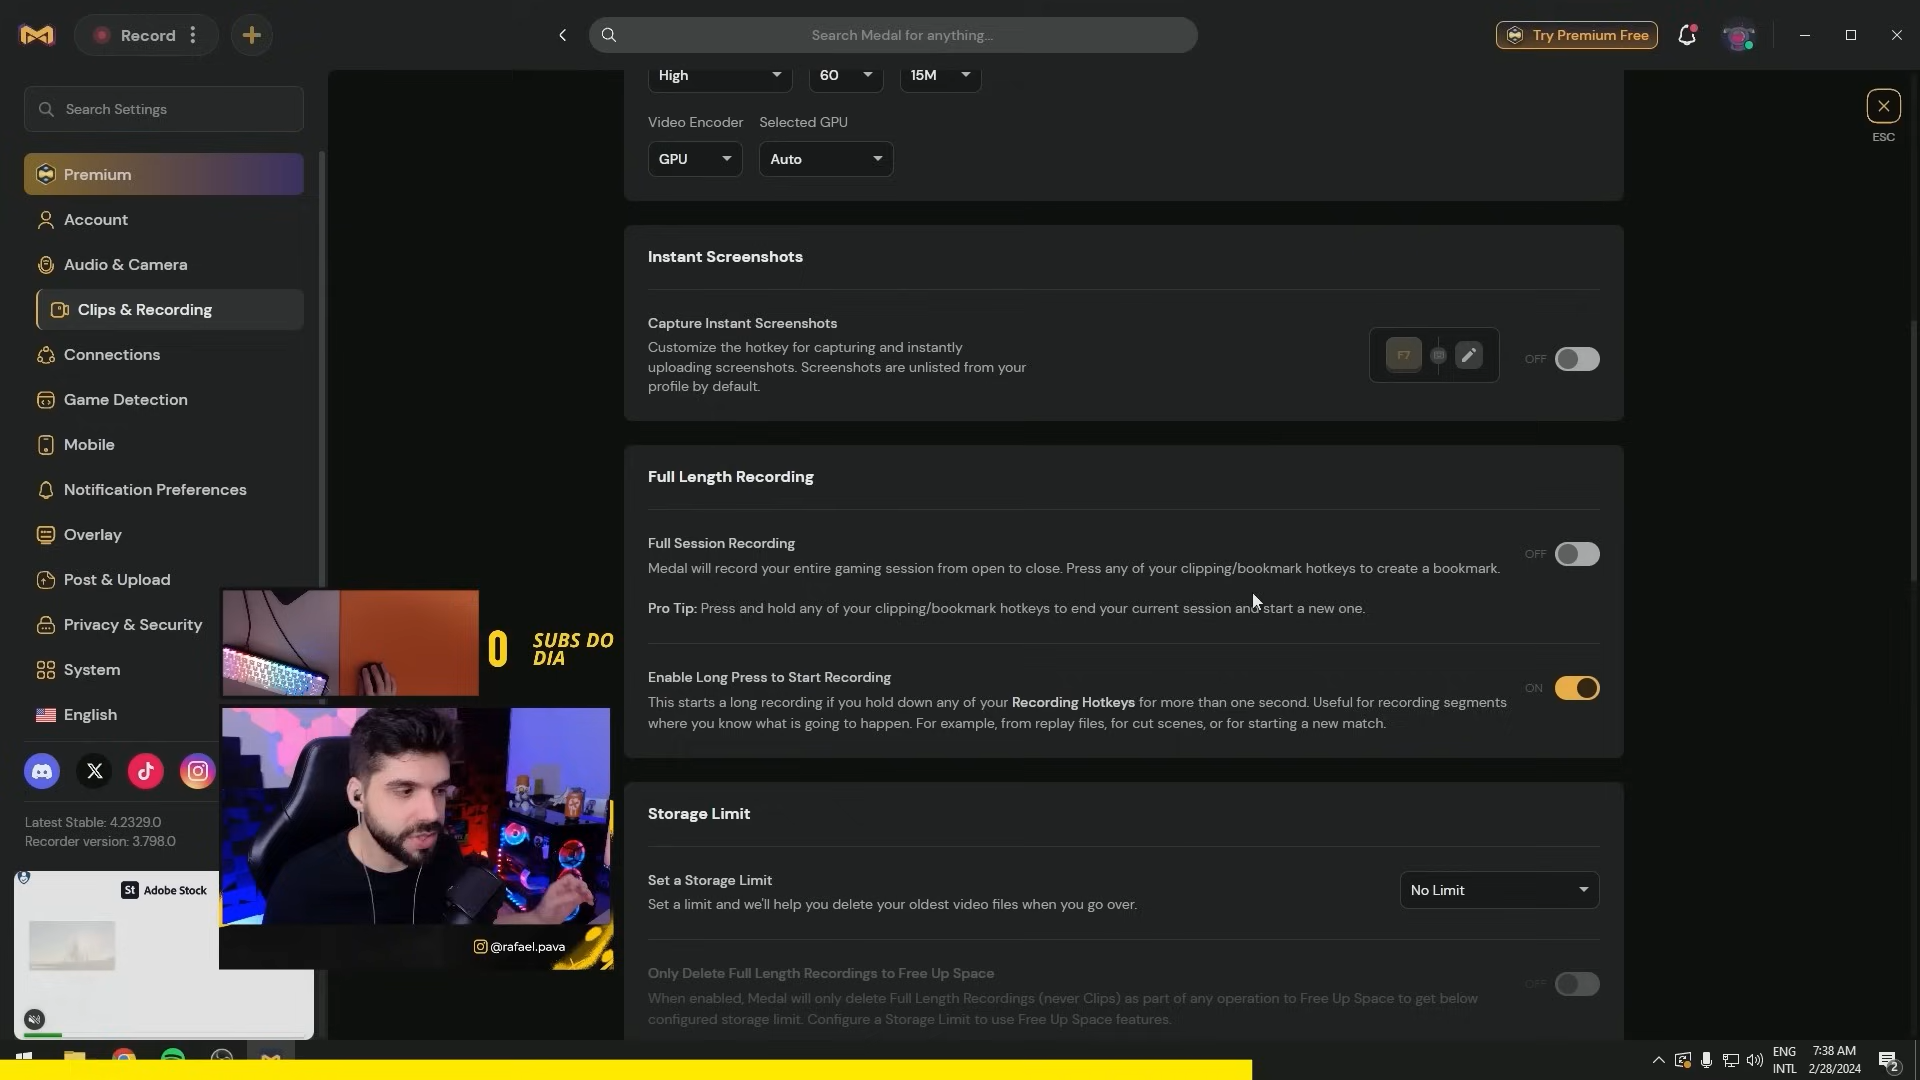 Record
Search Medal for anything...
Try Premium Free
Search Settings
Premium
Account
Audio & Camera
Clips & Recording
Connections
Game Detection
Mobile
Notification Preferences
Overlay
Post & Upload
Privacy & Security
System
English
Latest Stable: 4.2329.0
Recorder version: 3.798.0
St Adobe Stock
0 SUBS DO
DIA
@rafael.pava
High 60 15M
Video Encoder Selected GPU
GPU Auto
Instant Screenshots
Capture Instant Screenshots
Customize the hotkey for capturing and instantly
uploading screenshots. Screenshots are unlisted from your
profile by default.
F7
OFF
Full Length Recording
Full Session Recording
Medal will record your entire gaming session from open to close. Press any of your clipping/bookmark hotkeys to create a bookmark.
OFF
Pro Tip: Press and hold any of your clipping/bookmark hotkeys to end your current session and start a new one.
Enable Long Press to Start Recording
This starts a long recording if you hold down any of your Recording Hotkeys for more than one second. Useful for recording segments
where you know what is going to happen. For example, from replay files, for cut scenes, or for starting a new match.
ON
Storage Limit
Set a Storage Limit
Set a limit and we'll help you delete your oldest video files when you go over.
No Limit
Only Delete Full Length Recordings to Free Up Space
When enabled, Medal will only delete Full Length Recordings (never Clips) as part of any operation to Free Up Space to get below
configured storage limit. Configure a Storage Limit to use Free Up Space features.
OFF
ESC
ENG
INTL
7:38 AM
2/28/2024
2